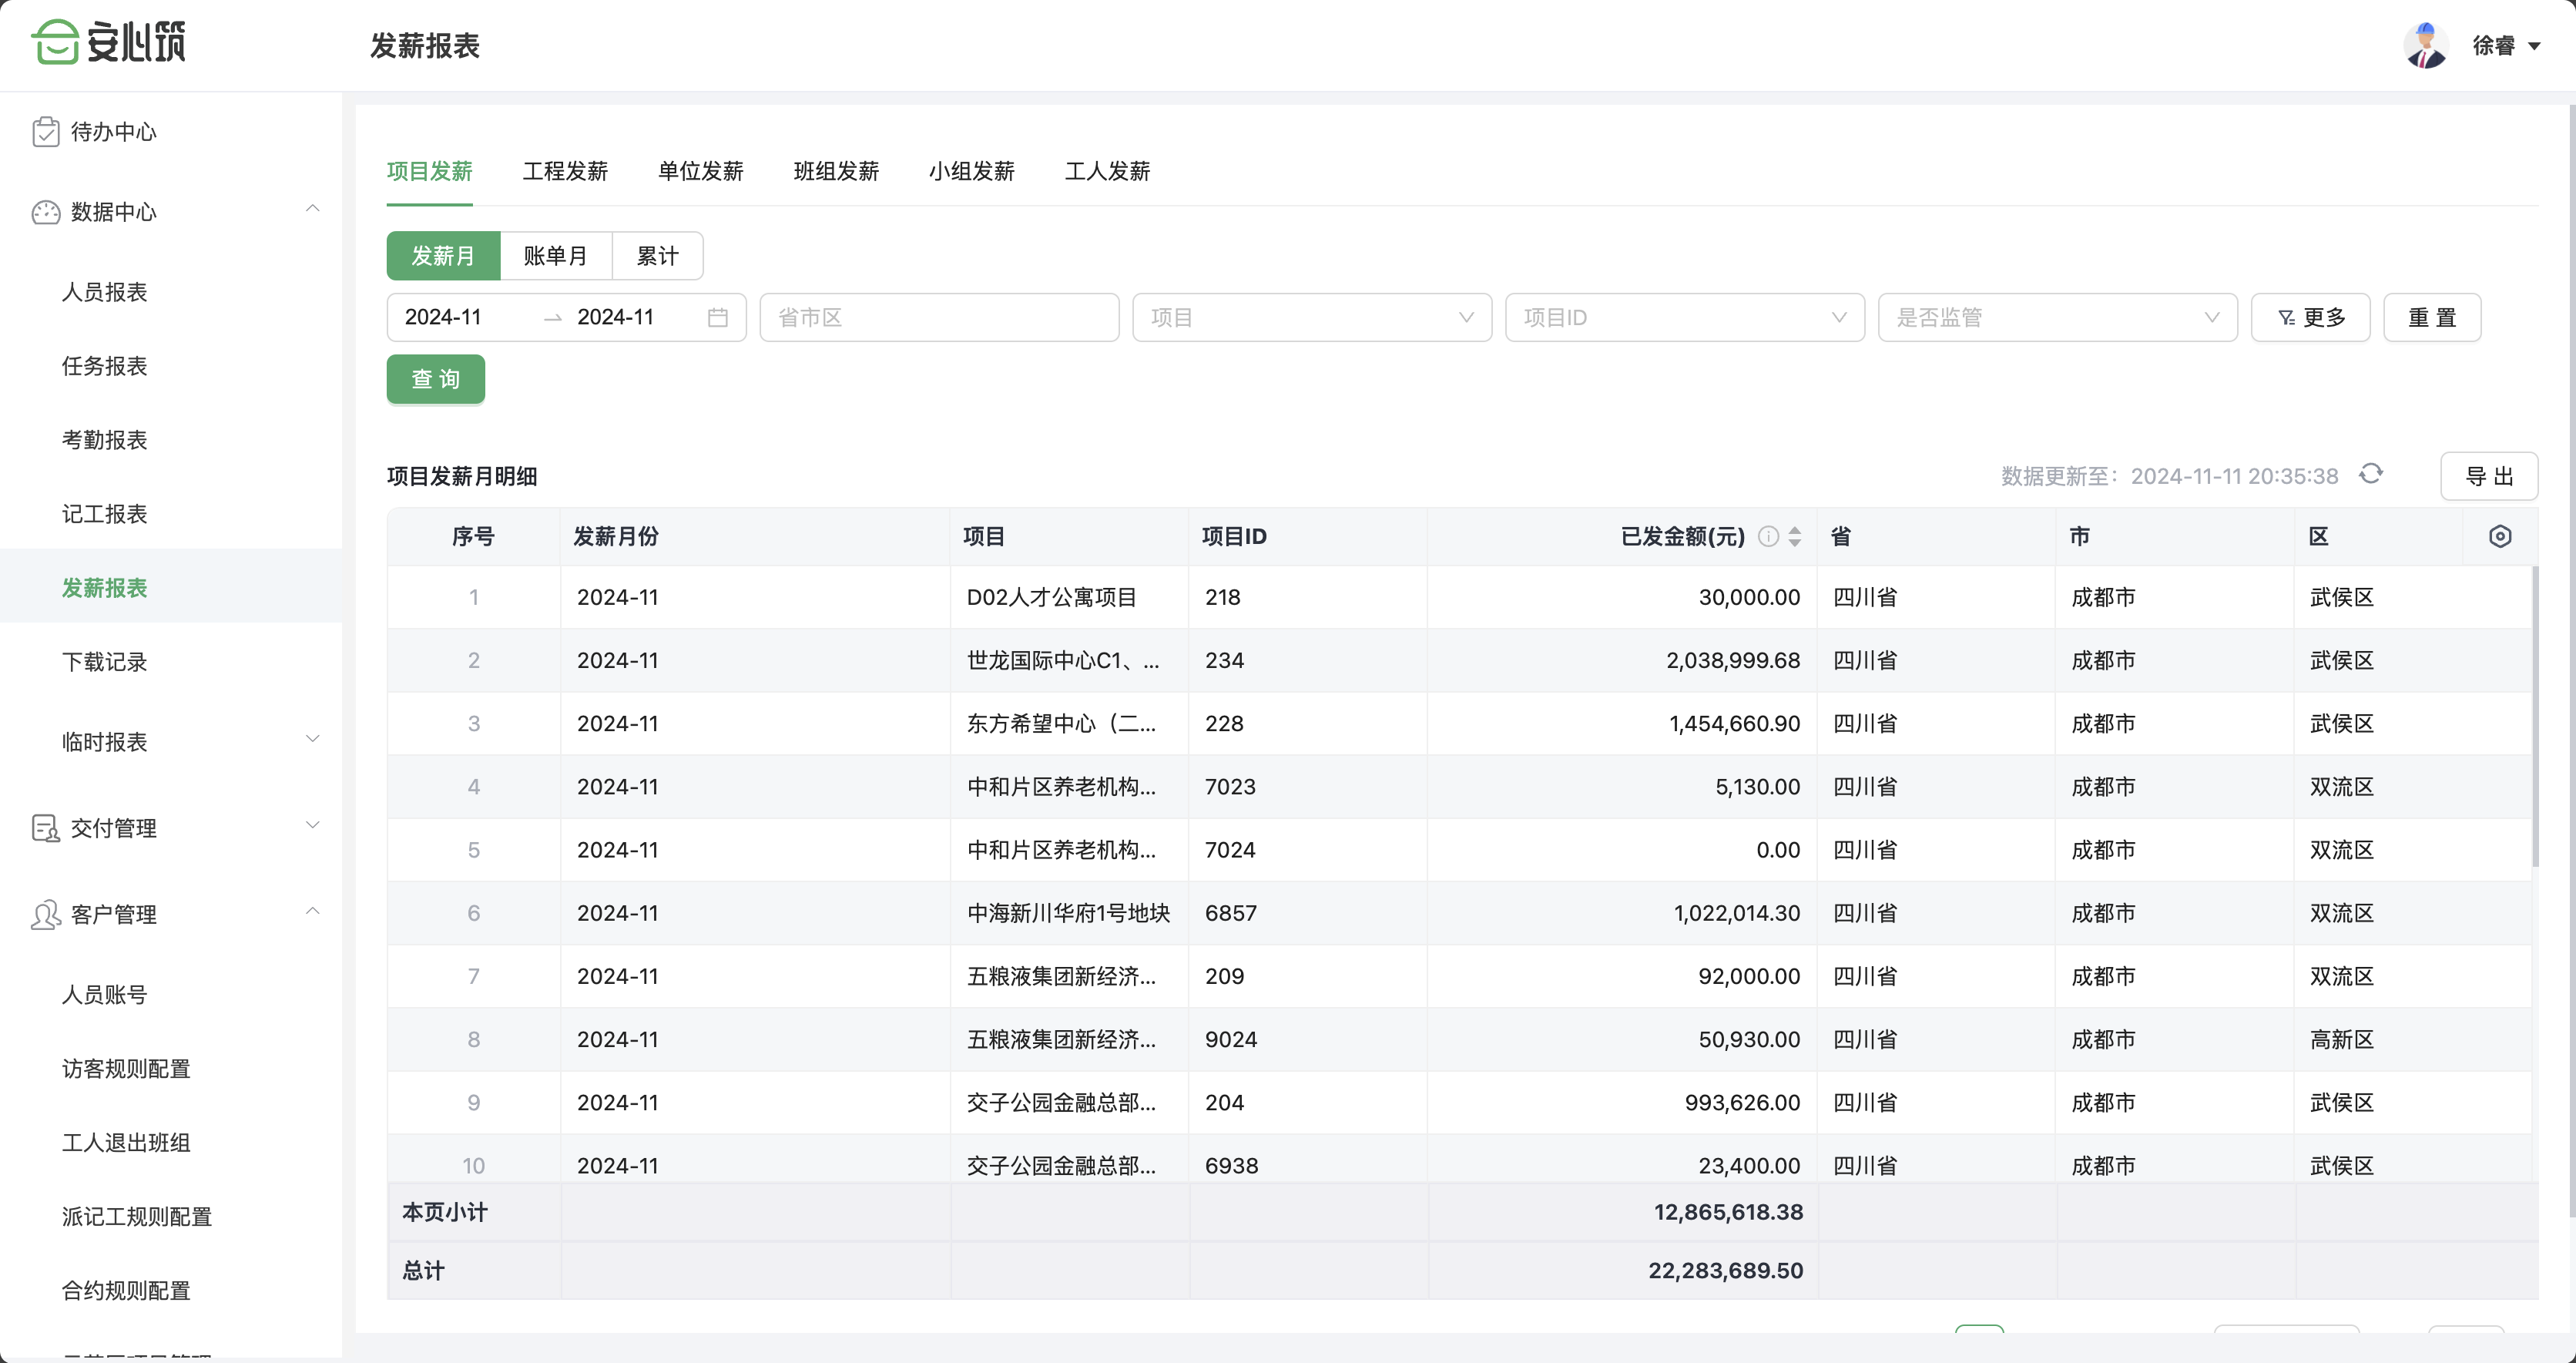 安心筑
发薪报表
徐睿
待办中心
数据中心
人员报表
任务报表
考勤报表
记工报表
发薪报表
下载记录
临时报表
交付管理
客户管理
人员账号
访客规则配置
工人退出班组
派记工规则配置
合约规则配置
项目发薪 工程发薪 单位发薪 班组发薪 小组发薪 工人发薪
发薪月 账单月 累计
2024-11 → 2024-11 省市区 项目 项目ID 是否监管 更多 重 置
查 询
项目发薪月明细 数据更新至：2024-11-11 20:35:38 导 出
序号 发薪月份 项目 项目ID 已发金额(元) 省 市 区
1 2024-11 D02人才公寓项目 218 30,000.00 四川省 成都市 武侯区
2 2024-11 世龙国际中心C1、... 234 2,038,999.68 四川省 成都市 武侯区
3 2024-11 东方希望中心（二... 228 1,454,660.90 四川省 成都市 武侯区
4 2024-11 中和片区养老机构... 7023 5,130.00 四川省 成都市 双流区
5 2024-11 中和片区养老机构... 7024 0.00 四川省 成都市 双流区
6 2024-11 中海新川华府1号地块 6857 1,022,014.30 四川省 成都市 双流区
7 2024-11 五粮液集团新经济... 209 92,000.00 四川省 成都市 双流区
8 2024-11 五粮液集团新经济... 9024 50,930.00 四川省 成都市 高新区
9 2024-11 交子公园金融总部... 204 993,626.00 四川省 成都市 武侯区
10 2024-11 交子公园金融总部... 6938 23,400.00 四川省 成都市 武侯区
本页小计 12,865,618.38
总计 22,283,689.50